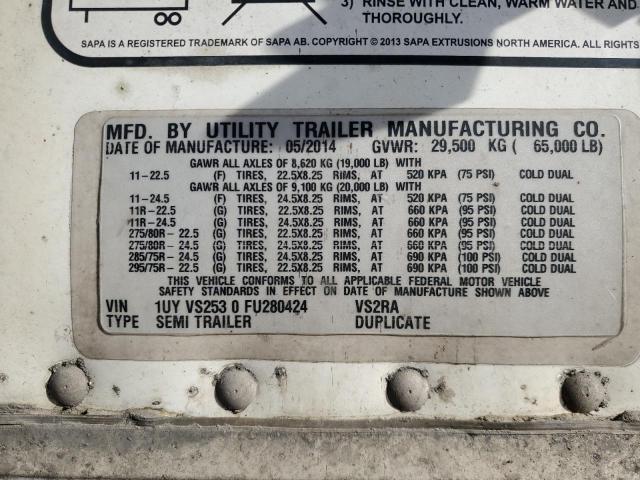 3) RINSE WITH CLEAN, WARM WATER AND
THOROUGHLY.
SAPA IS A REGISTERED TRADEMARK OF SAPA AB. COPYRIGHT © 2013 SAPA EXTRUSIONS NORTH AMERICA. ALL RIGHTS
MFD. BY UTILITY TRAILER MANUFACTURING CO.
DATE OF MANUFACTURE: 05/2014 GVWR: 29,500 KG ( 65,000 LB)
GAWR ALL AXLES OF 8,620 KG (19,000 LB) WITH
11-22.5 (F) TIRES, 22.5X8.25 RIMS, AT 520 KPA (75 PSI) COLD DUAL
GAWR ALL AXLES OF 9,100 KG (20,000 LB) WITH
11-24.5 (F) TIRES, 24.5X8.25 RIMS, AT 520 KPA (75 PSI) COLD DUAL
11R-22.5 (G) TIRES, 22.5X8.25 RIMS, AT 660 KPA (95 PSI) COLD DUAL
11R-24.5 (G) TIRES, 24.5X8.25 RIMS, AT 660 KPA (95 PSI) COLD DUAL
275/80R- 22.5 (G) TIRES, 22.5X8.25 RIMS, AT 660 KPA (95 PSI) COLD DUAL
275/80R- 24.5 (G) TIRES, 24.5X8.25 RIMS, AT 660 KPA (95 PSI) COLD DUAL
285/75R- 24.5 (G) TIRES, 24.5X8.25 RIMS, AT 690 KPA (100 PSI) COLD DUAL
295/75R- 22.5 (G) TIRES, 22.5X8.25 RIMS, AT 690 KPA (100 PSI) COLD DUAL
THIS VEHICLE CONFORMS TO ALL APPLICABLE FEDERAL MOTOR VEHICLE
SAFETY STANDARDS IN EFFECT ON DATE OF MANUFACTURE SHOWN ABOVE
VIN 1UY VS253 0 FU280424 VS2RA
TYPE SEMI TRAILER DUPLICATE